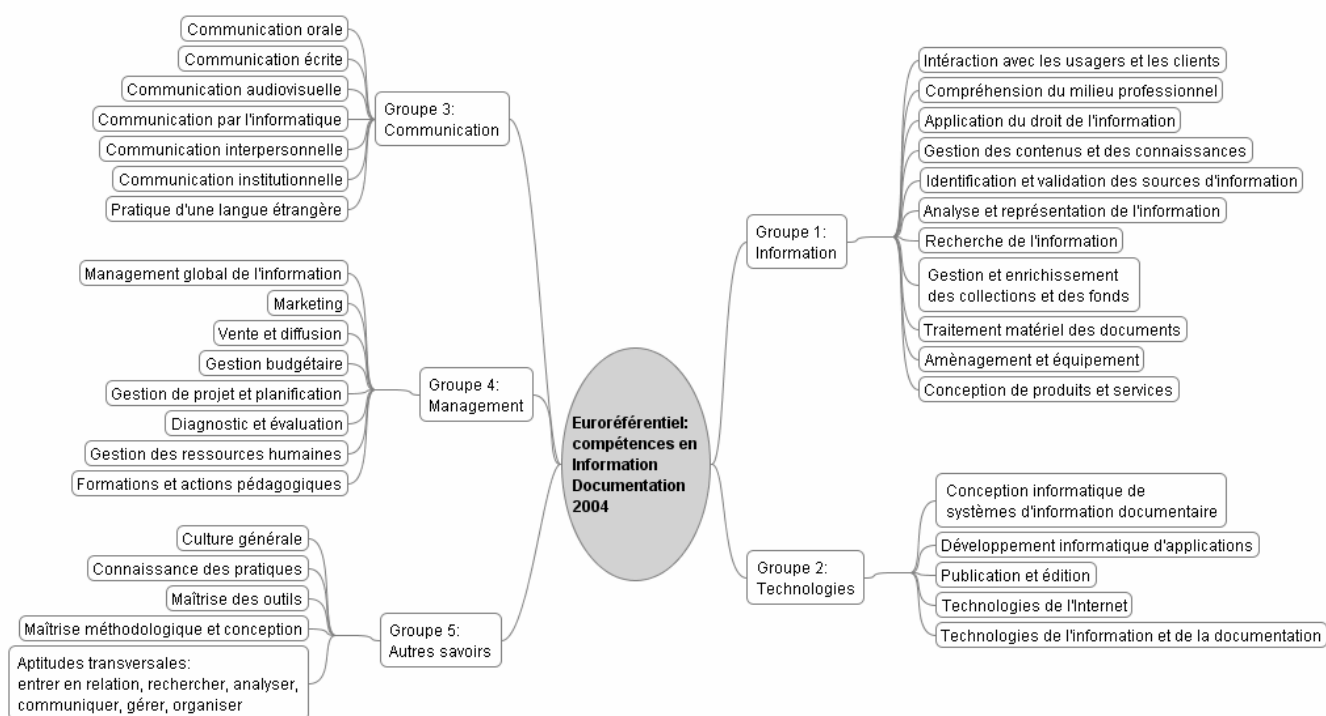 Euroréférentiel:
compétences en
Information
Documentation
2004
Groupe 1:
Information
Intéraction avec les usagers et les clients
Compréhension du milieu professionnel
Application du droit de l'information
Gestion des contenus et des connaissances
Identification et validation des sources d'information
Analyse et représentation de l'information
Recherche de l'information
Gestion et enrichissement
des collections et des fonds
Traitement matériel des documents
Amènagement et équipement
Conception de produits et services
Groupe 2:
Technologies
Conception informatique de
systèmes d'information documentaire
Développement informatique d'applications
Publication et édition
Technologies de l'Internet
Technologies de l'information et de la documentation
Groupe 3:
Communication
Communication orale
Communication écrite
Communication audiovisuelle
Communication par l'informatique
Communication interpersonnelle
Communication institutionnelle
Pratique d'une langue étrangère
Groupe 4:
Management
Management global de l'information
Marketing
Vente et diffusion
Gestion budgétaire
Gestion de projet et planification
Diagnostic et évaluation
Gestion des ressources humaines
Formations et actions pédagogiques
Groupe 5:
Autres savoirs
Culture générale
Connaissance des pratiques
Maîtrise des outils
Maîtrise méthodologique et conception
Aptitudes transversales:
entrer en relation, rechercher, analyser,
communiquer, gérer, organiser